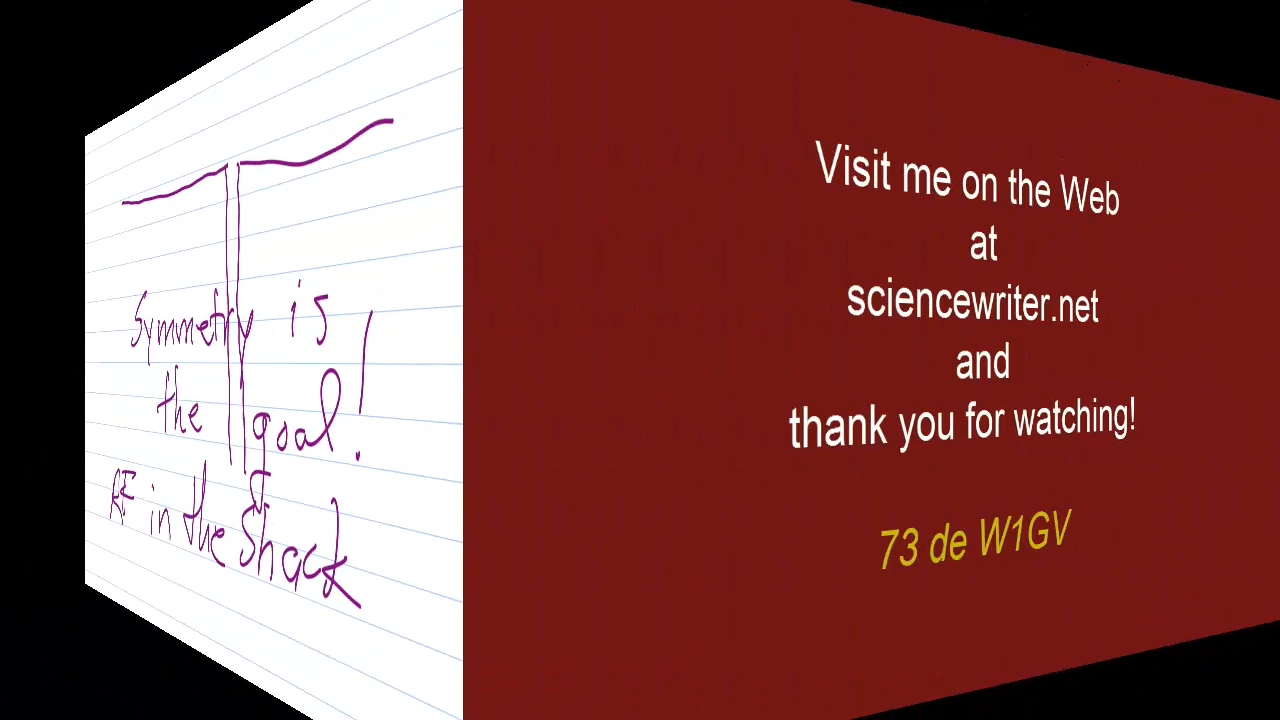 Symmetry is
the goal!
RF in the Shack
Visit me on the Web
at
sciencewriter.net
and
thank you for watching!
73 de W1GV